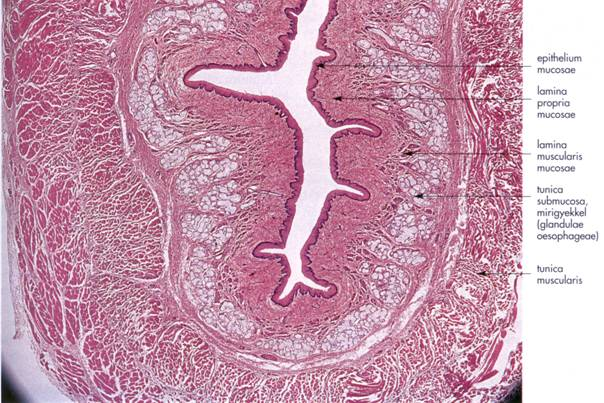 epithelium
mucosae
lamina
propria
mucosae
lamina
muscularis
mucosae
tunica
submucosa,
mirigyekkel
(glandulae
oesophageae)
tunica
muscularis